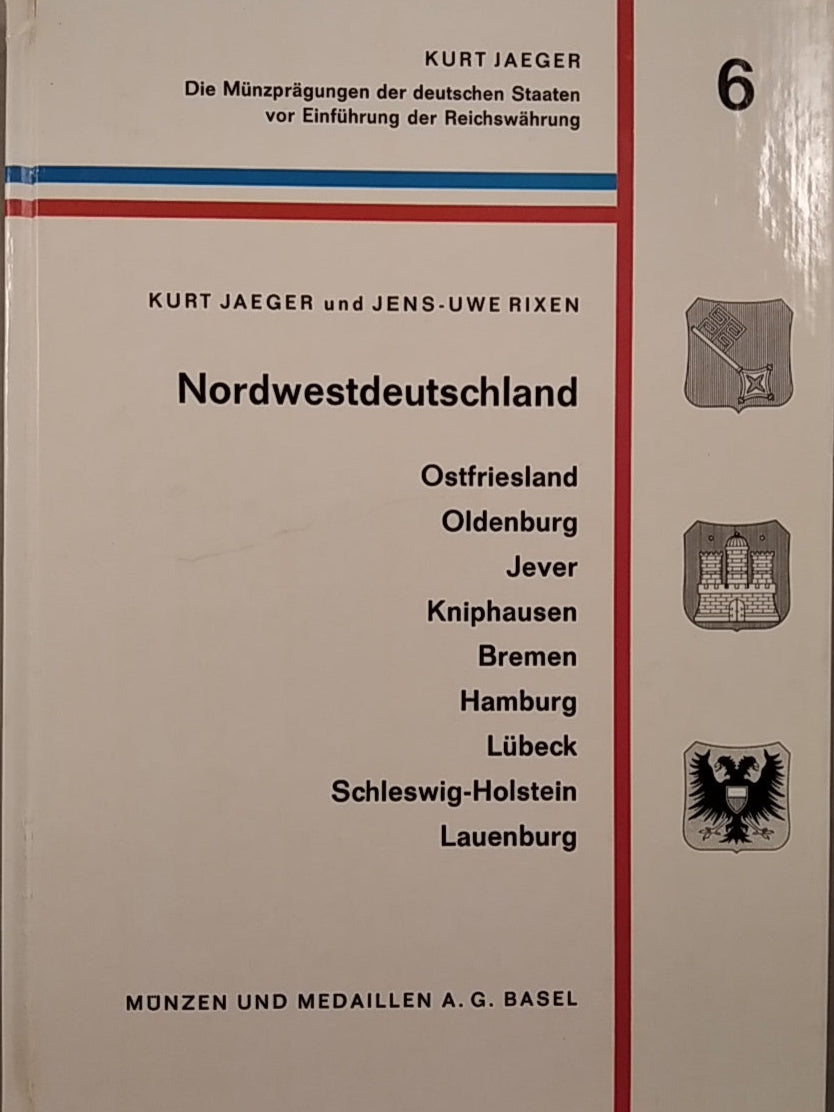 KURT JAEGER
Die Münzprägungen der deutschen Staaten
vor Einführung der Reichswährung
6
KURT JAEGER und JENS-UWE RIXEN
Nordwestdeutschland
Ostfriesland
Oldenburg
Jever
Kniphausen
Bremen
Hamburg
Lübeck
Schleswig-Holstein
Lauenburg
MÜNZEN UND MEDAILLEN A. G. BASEL